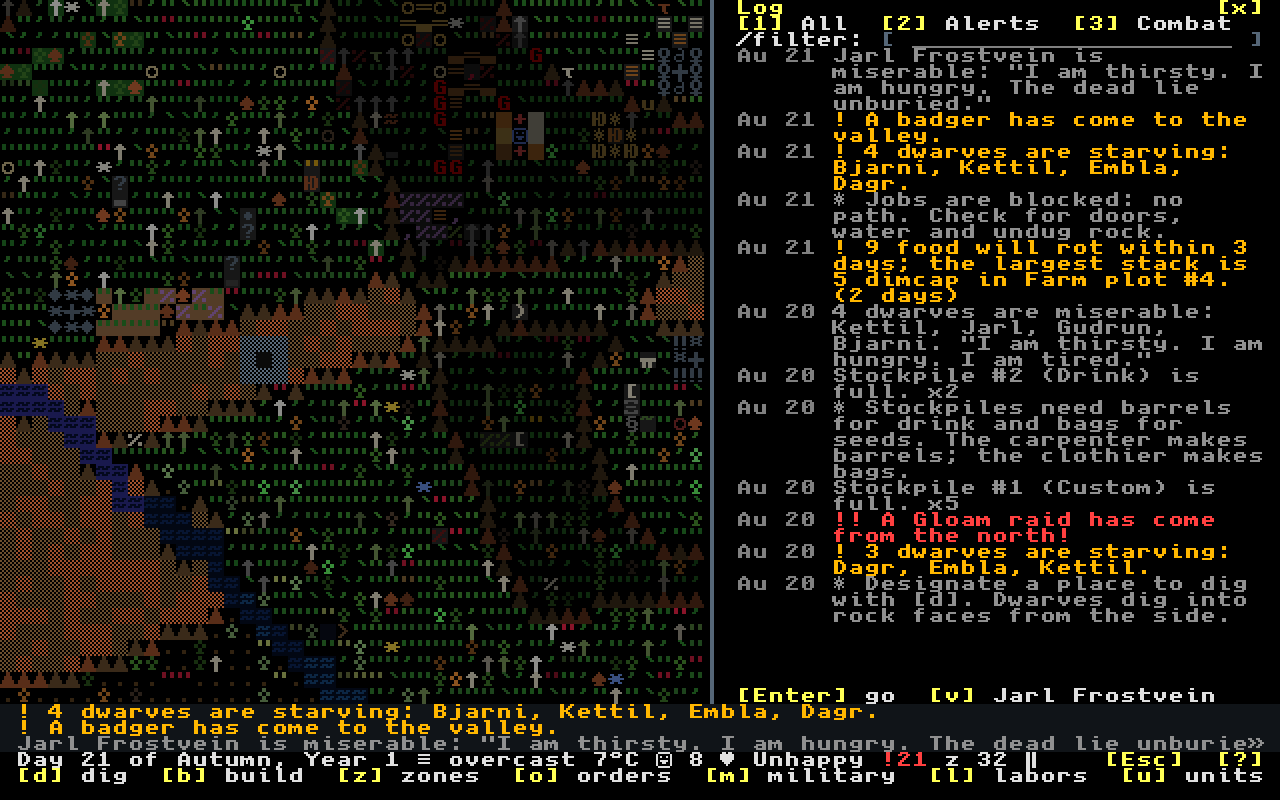 Log [x]
[1] All [2] Alerts [3] Combat
/filter: [ ]
Au 21 Jarl Frostvein is
miserable: "I am thirsty. I
am hungry. The dead lie
unburied."
Au 21 ! A badger has come to the
valley.
Au 21 ! 4 dwarves are starving:
Bjarni, Kettil, Embla,
Dagr.
Au 21 * Jobs are blocked: no
path. Check for doors,
water and undug rock.
Au 21 ! 9 food will rot within 3
days; the largest stack is
5 dimcap in Farm plot #4.
(2 days)
Au 20 4 dwarves are miserable:
Kettil, Jarl, Gudrun,
Bjarni. "I am thirsty. I am
hungry. I am tired."
Au 20 Stockpile #2 (Drink) is
full. x2
Au 20 * Stockpiles need barrels
for drink and bags for
seeds. The carpenter makes
barrels; the clothier makes
bags.
Au 20 Stockpile #1 (Custom) is
full. x5
Au 20 !! A Gloam raid has come
from the north!
Au 20 ! 3 dwarves are starving:
Dagr, Embla, Kettil.
Au 20 * Designate a place to dig
with [d]. Dwarves dig into
rock faces from the side.
[Enter] go [v] Jarl Frostvein
! 4 dwarves are starving: Bjarni, Kettil, Embla, Dagr.
! A badger has come to the valley.
Jarl Frostvein is miserable: "I am thirsty. I am hungry. The dead lie unburie»
Day 21 of Autumn, Year 1 ≡ overcast 7°C ☺ 8 ♥ Unhappy !21 z 32 ‖ [Esc] [?]
[d] dig [b] build [z] zones [o] orders [m] military [l] labors [u] units